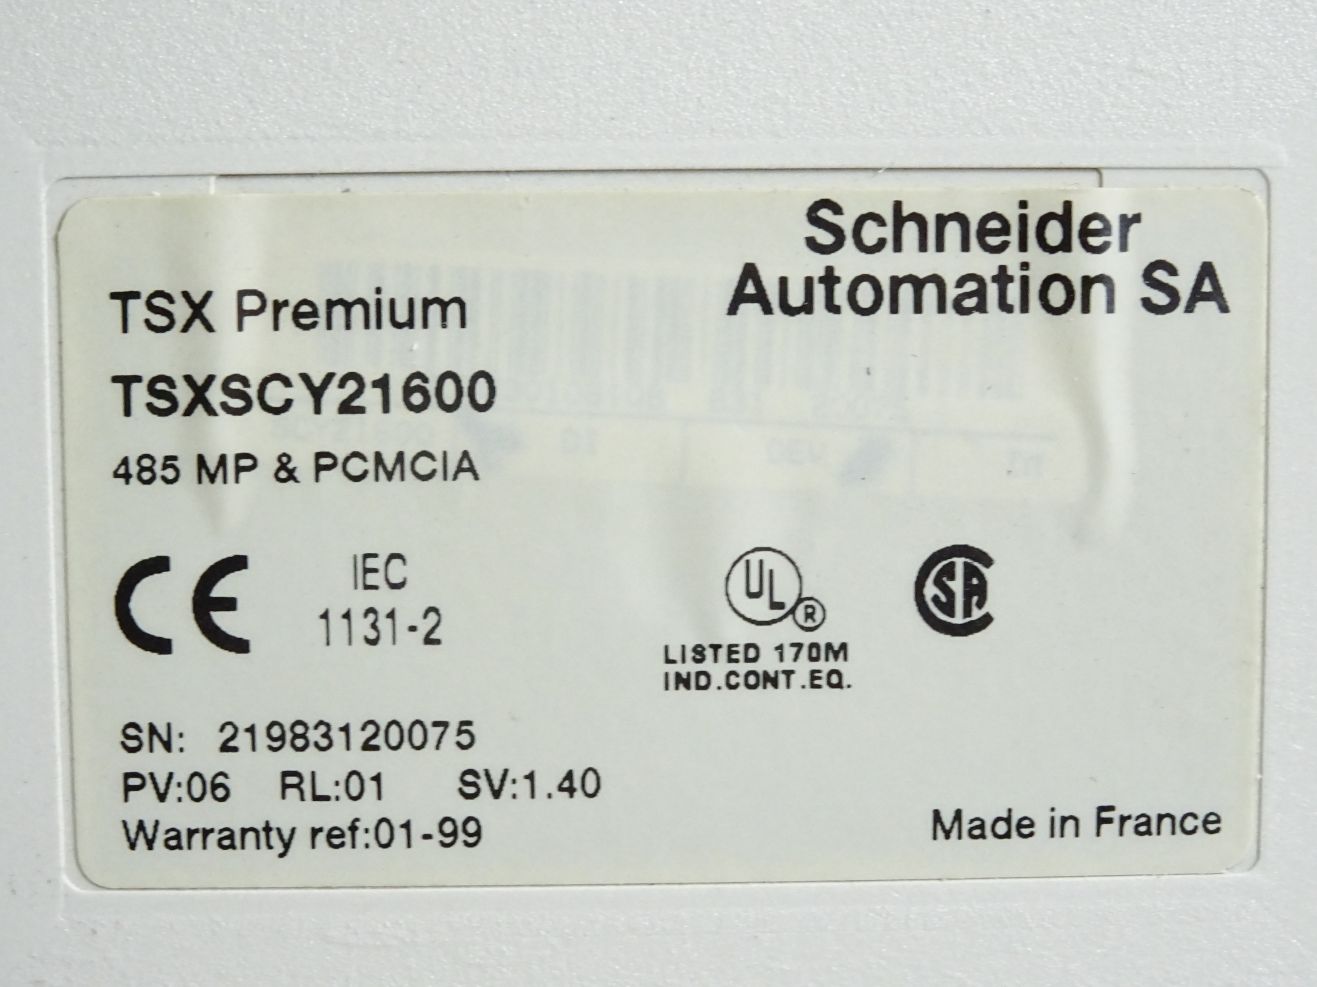 Schneider
Automation SA
TSX Premium
TSXSCY21600
485 MP & PCMCIA
CE
IEC
1131-2
UL ®
LISTED 170M
IND.CONT.EQ.
SA
SN: 21983120075
PV:06 RL:01 SV:1.40
Warranty ref:01-99
Made in France